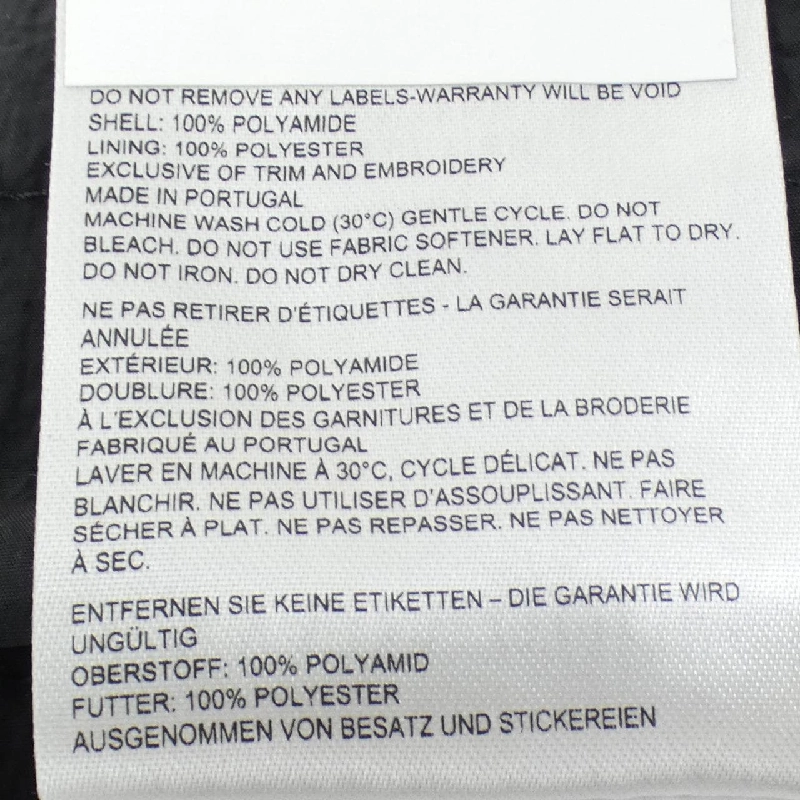 DO NOT REMOVE ANY LABELS-WARRANTY WILL BE VOID
SHELL: 100% POLYAMIDE
LINING: 100% POLYESTER
EXCLUSIVE OF TRIM AND EMBROIDERY
MADE IN PORTUGAL
MACHINE WASH COLD (30°C) GENTLE CYCLE. DO NOT
BLEACH. DO NOT USE FABRIC SOFTENER. LAY FLAT TO DRY.
DO NOT IRON. DO NOT DRY CLEAN.
NE PAS RETIRER D'ÉTIQUETTES - LA GARANTIE SERAIT
ANNULÉE
EXTÉRIEUR: 100% POLYAMIDE
DOUBLURE: 100% POLYESTER
À L'EXCLUSION DES GARNITURES ET DE LA BRODERIE
FABRIQUÉ AU PORTUGAL
LAVER EN MACHINE À 30°C, CYCLE DÉLICAT. NE PAS
BLANCHIR. NE PAS UTILISER D'ASSOUPLISSANT. FAIRE
SÉCHER À PLAT. NE PAS REPASSER. NE PAS NETTOYER
À SEC.
ENTFERNEN SIE KEINE ETIKETTEN – DIE GARANTIE WIRD
UNGÜLTIG
OBERSTOFF: 100% POLYAMID
FUTTER: 100% POLYESTER
AUSGENOMMEN VON BESATZ UND STICKEREIEN